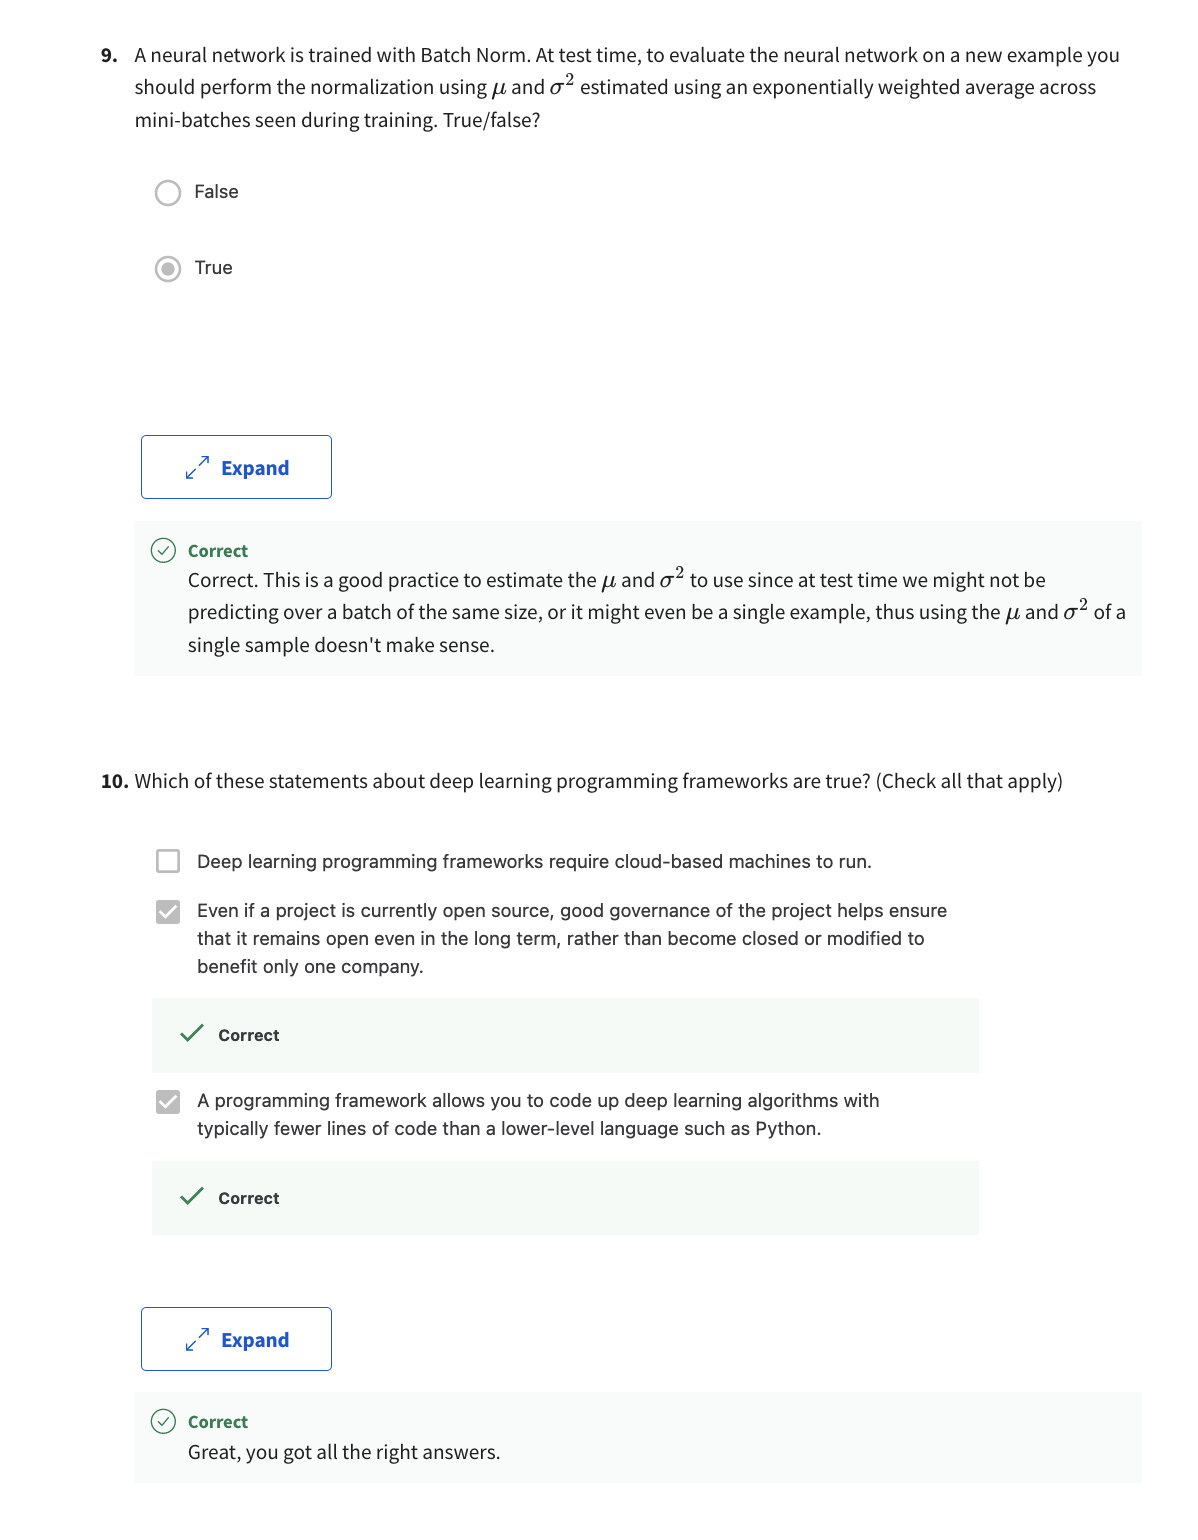 9. A neural network is trained with Batch Norm. At test time, to evaluate the neural network on a new example you
should perform the normalization using μ and σ² estimated using an exponentially weighted average across
mini-batches seen during training. True/false?
False
True
Expand
Correct
Correct. This is a good practice to estimate the μ and σ² to use since at test time we might not be
predicting over a batch of the same size, or it might even be a single example, thus using the μ and σ² of a
single sample doesn't make sense.
10. Which of these statements about deep learning programming frameworks are true? (Check all that apply)
Deep learning programming frameworks require cloud-based machines to run.
Even if a project is currently open source, good governance of the project helps ensure
that it remains open even in the long term, rather than become closed or modified to
benefit only one company.
Correct
A programming framework allows you to code up deep learning algorithms with
typically fewer lines of code than a lower-level language such as Python.
Correct
Expand
Correct
Great, you got all the right answers.